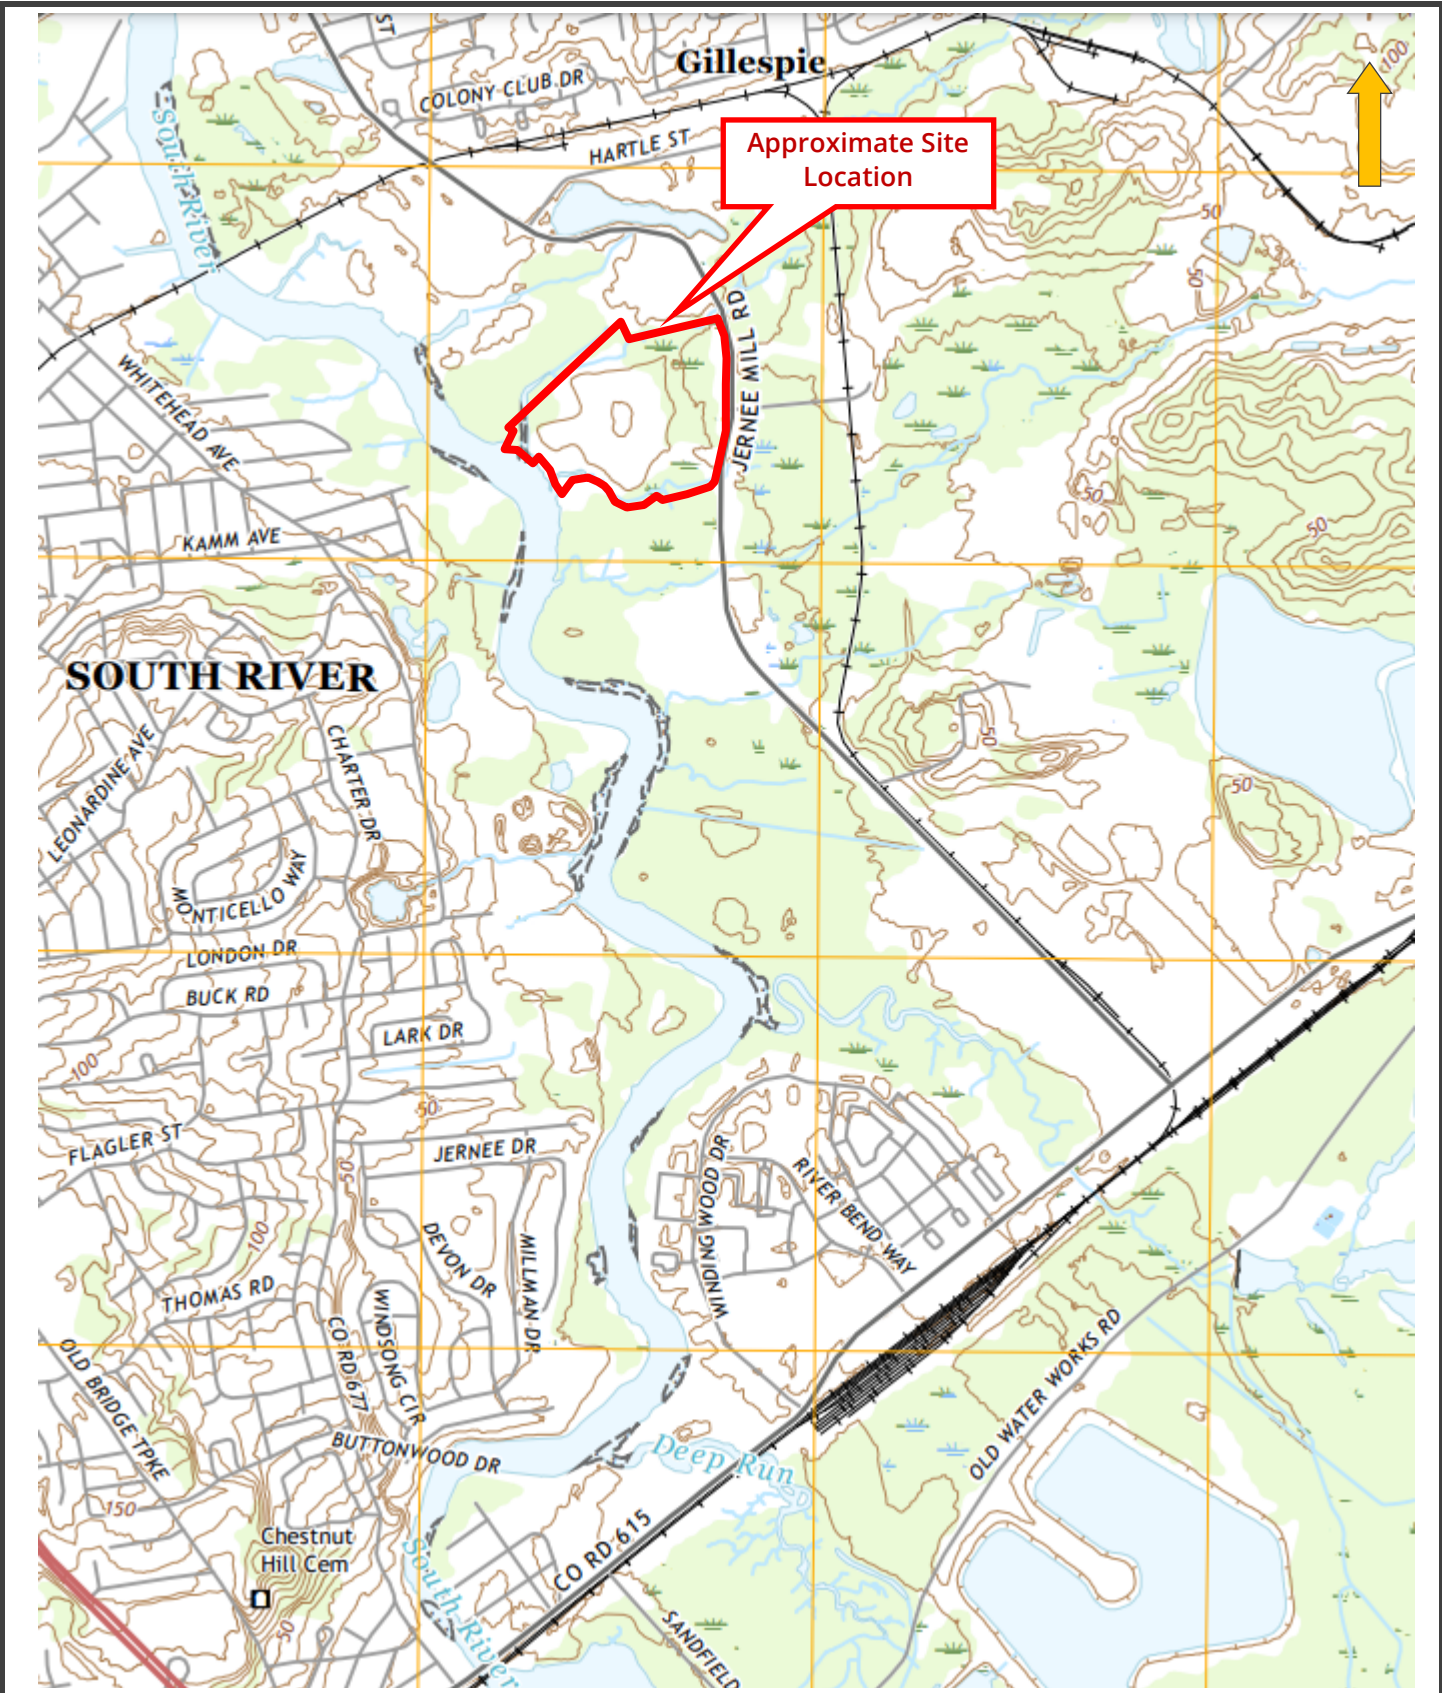 ST
Gillespie
100
COLONY CLUB DR
HARTLE ST
Approximate Site
Location
South River
50
50
JERNEE MILL RD
WHITEHEAD AVE
50
50
KAMM AVE
SOUTH RIVER
CHARTER DR
LEONARDINE AVE
50
50
MONTICELLO WAY
LONDON DR
BUCK RD
LARK DR
100
50
FLAGLER ST
JERNEE DR
50
WINDING WOOD DR
RIVER BEND WAY
100
DEVON DR
MILLMAN DR
THOMAS RD
CO RD 677
WINDSONG CIR
OLD BRIDGE TPKE
OLD WATER WORKS RD
BUTTONWOOD DR
Deep Run
150
Chestnut
Hill Cem
South River
CO RD 615
50
SANDFIELD